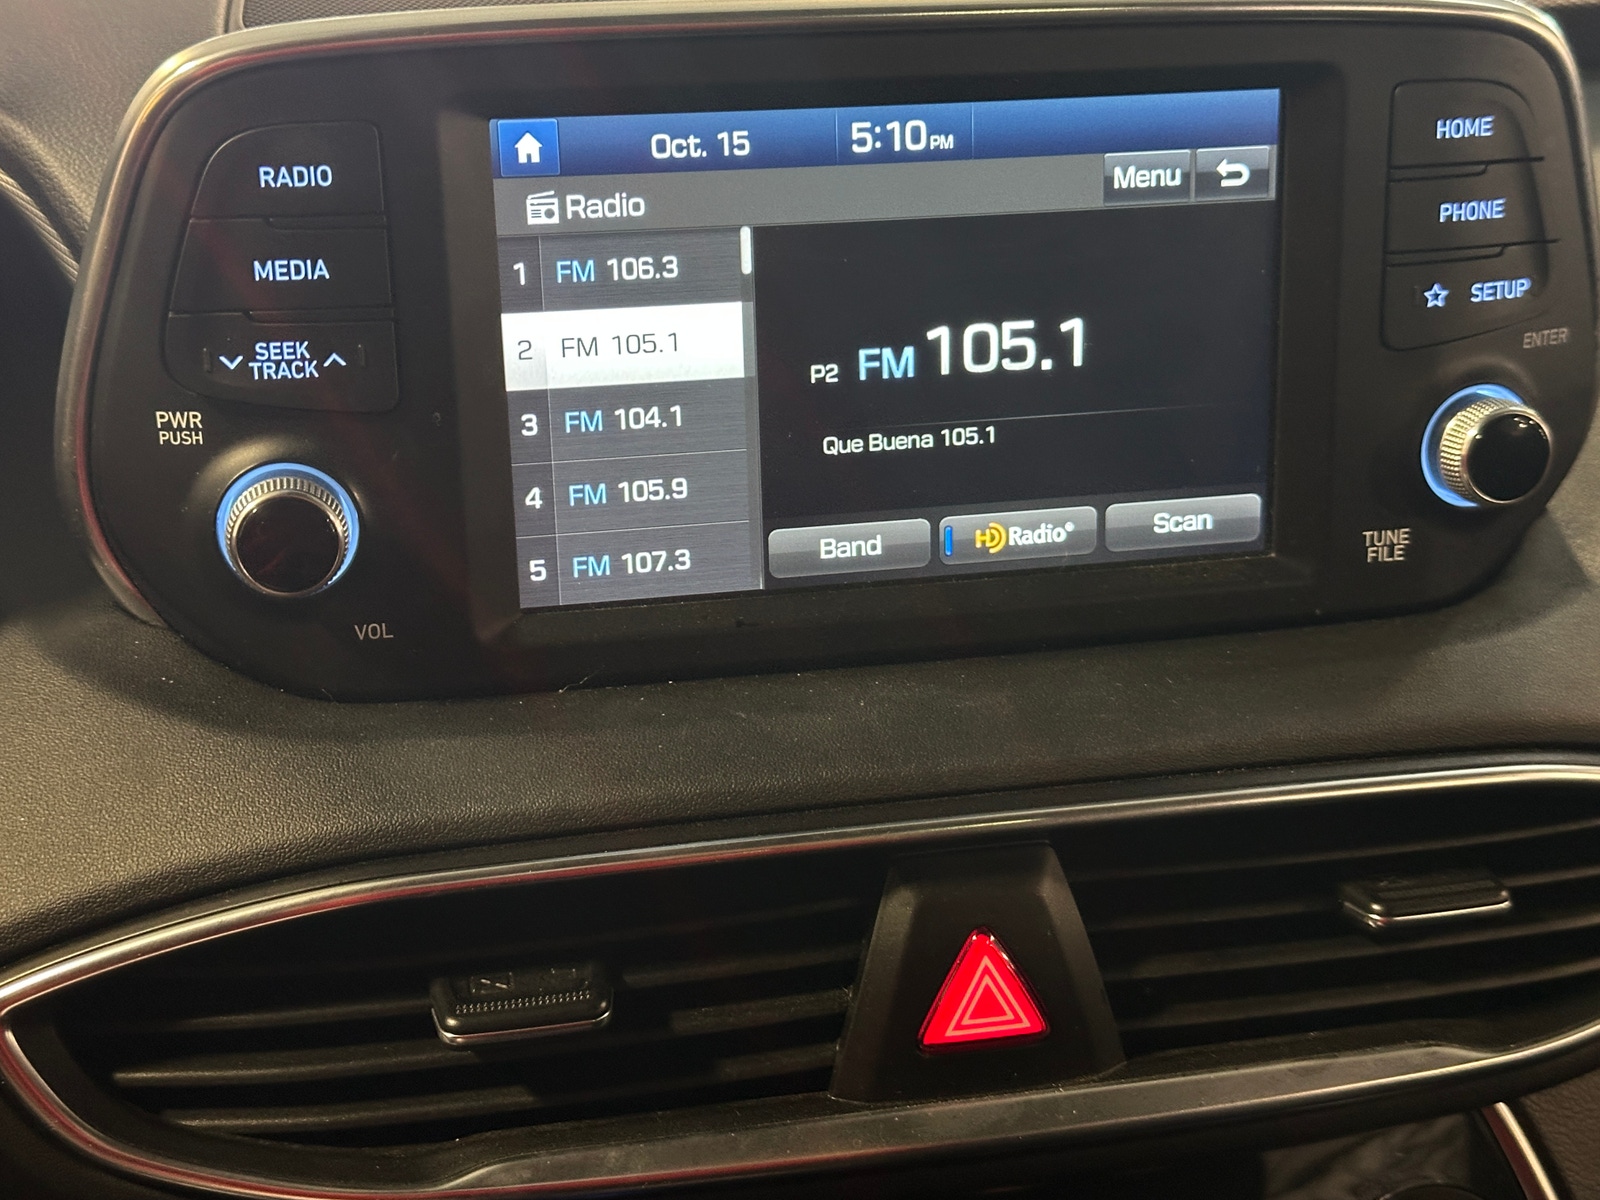 RADIO
MEDIA
SEEK
TRACK
PWR
PUSH
VOL
Oct. 15
5:10 PM
Radio
Menu
1 FM 106.3
2 FM 105.1
3 FM 104.1
4 FM 105.9
5 FM 107.3
P2 FM 105.1
Que Buena 105.1
Band
HD Radio®
Scan
HOME
PHONE
SETUP
ENTER
TUNE
FILE